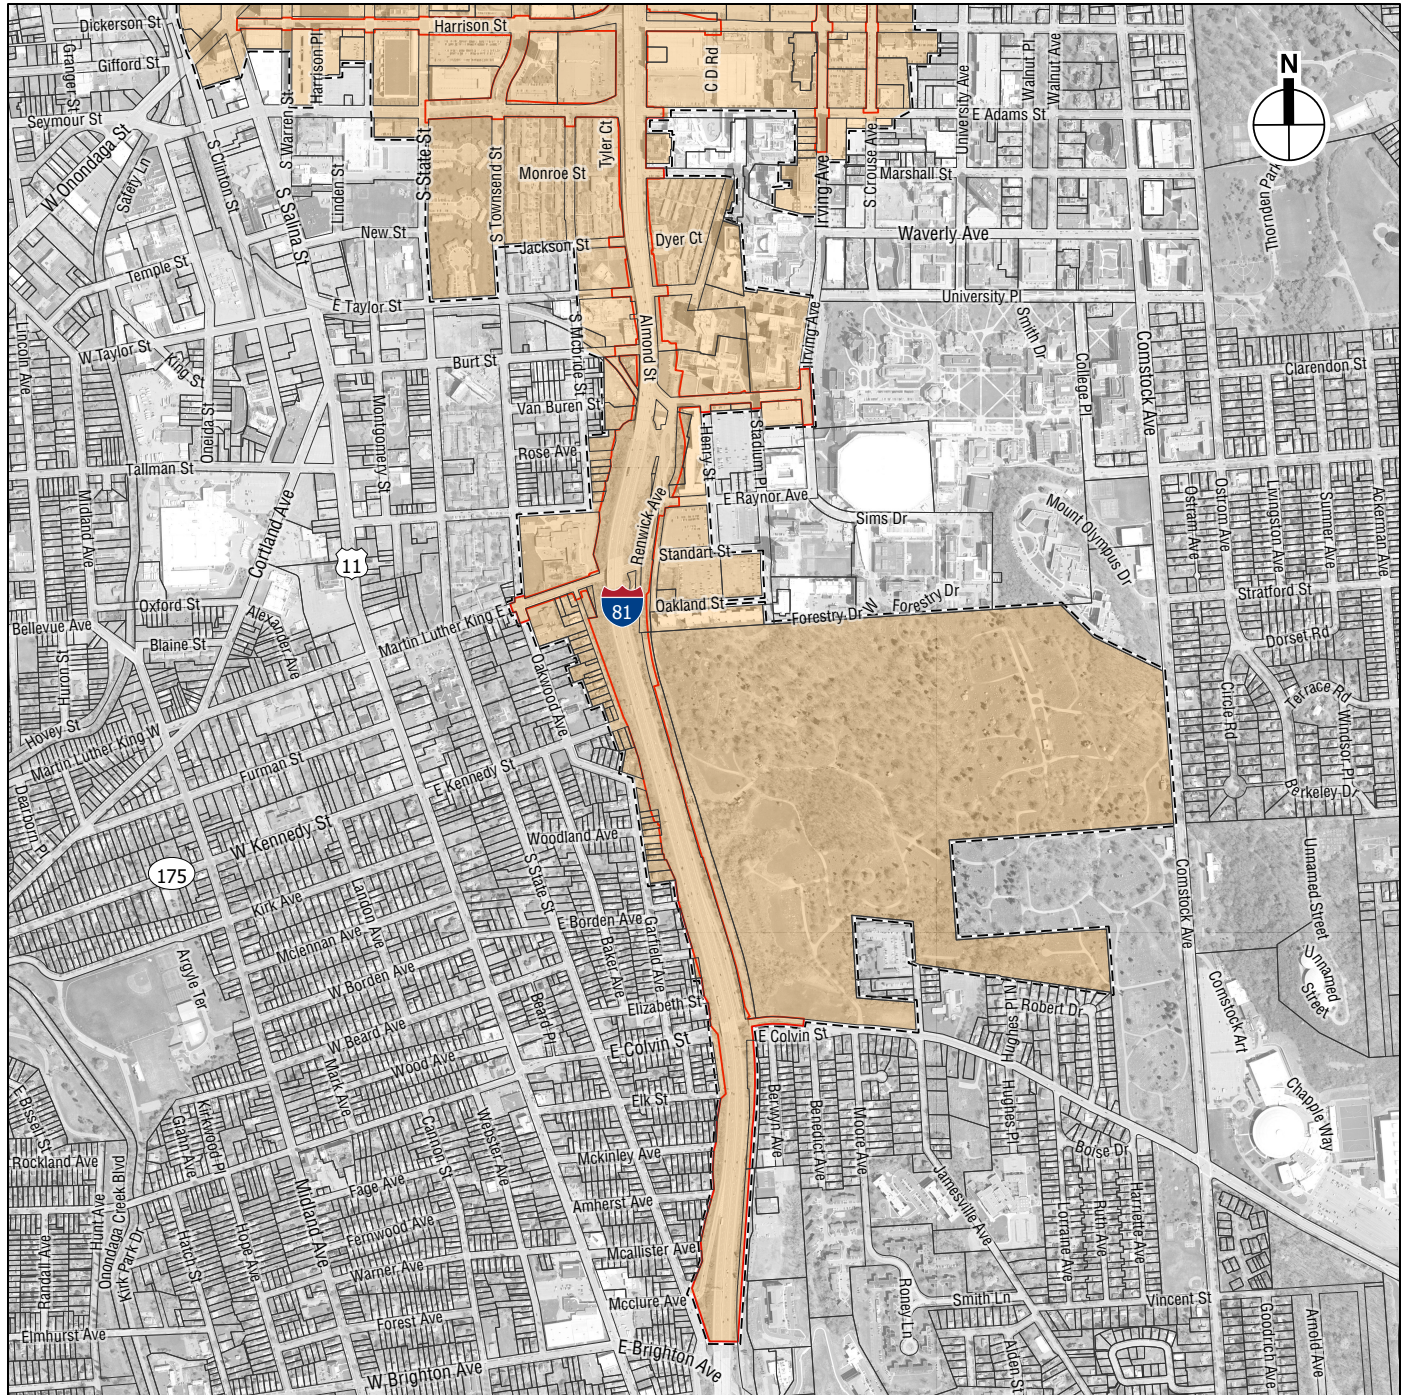 Dickerson St
Harrison St
Gifford St
Granger St
Harrison Pl
C D Rd
University Ave
Walnut Pl
Walnut Ave
N
Seymour St
E Adams St
W Onondaga St
Safety Ln
S Clinton St
S Warren St
S Salina St
Linden St
S State St
S Townsend St
Monroe St
Tyler Ct
Irving Ave
S Crouse Ave
Marshall St
Thornden Park
New St
Jackson St
Dyer Ct
Waverly Ave
Temple St
E Taylor St
University Pl
Lincoln Ave
W Taylor St
King St
Burt St
S Mcbride St
Almond St
Irving Ave
Smith Dr
College Pl
Comstock Ave
Clarendon St
Oneida St
Montgomery St
Van Buren St
Henry St
Stadium Pl
Tallman St
Midland Ave
Rose Ave
E Raynor Ave
Cortland Ave
Renwick Ave
Sims Dr
Mount Olympus Dr
Ostrom Ave
Ostrom Ave
Livingston Ave
Sumner Ave
Ackerman Ave
11
Standart St
Oxford St
Alexander Ave
81
Oakland St
Forestry Dr W
Forestry Dr
Stratford St
Bellevue Ave
Blaine St
Martin Luther King E
Dorset Rd
Huron St
Oakwood Ave
Circle Rd
Terrace Rd
Windsor Pl
Hovey St
Martin Luther King W
Furman St
E Kennedy St
Berkeley Dr
Dearborn Pl
W Kennedy St
Woodland Ave
175
S State St
Comstock Ave
Unnamed Street
Kirk Ave
Landon Ave
E Borden Ave
Mclennan Ave
Baker Ave
Garfield Ave
Argyle Ter
W Borden Ave
Unnamed Street
Elizabeth St
Beard Pl
Hughes Pl N
Robert Dr
Comstock Art
W Beard Ave
E Colvin St
E Colvin St
Wood Ave
Mark Ave
Elk St
E Bissell St
Kirkwood Pl
Glahn Ave
Cannon St
Webster Ave
Berwyn Ave
Benedict Ave
Moore Ave
Hughes Pl
Chapple Way
Rockland Ave
Mckinley Ave
Boise Dr
Fage Ave
Jamesville Ave
Hunt Ave
Onondaga Creek Blvd
Kirk Park Dr
Midland Ave
Amherst Ave
Lorraine Ave
Ruth Ave
Harriette Ave
Randall Ave
Hatch St
Hope Ave
Fernwood Ave
Mcallister Ave
Warner Ave
Roney Ln
Smith Ln
Vincent St
Mcclure Ave
Elmhurst Ave
Forest Ave
E Brighton Ave
Alden St
Goodrich Ave
Arnold Ave
W Brighton Ave